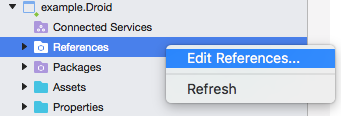 example.Droid
Connected Services
References
Edit References...
Packages
Refresh
Assets
Properties